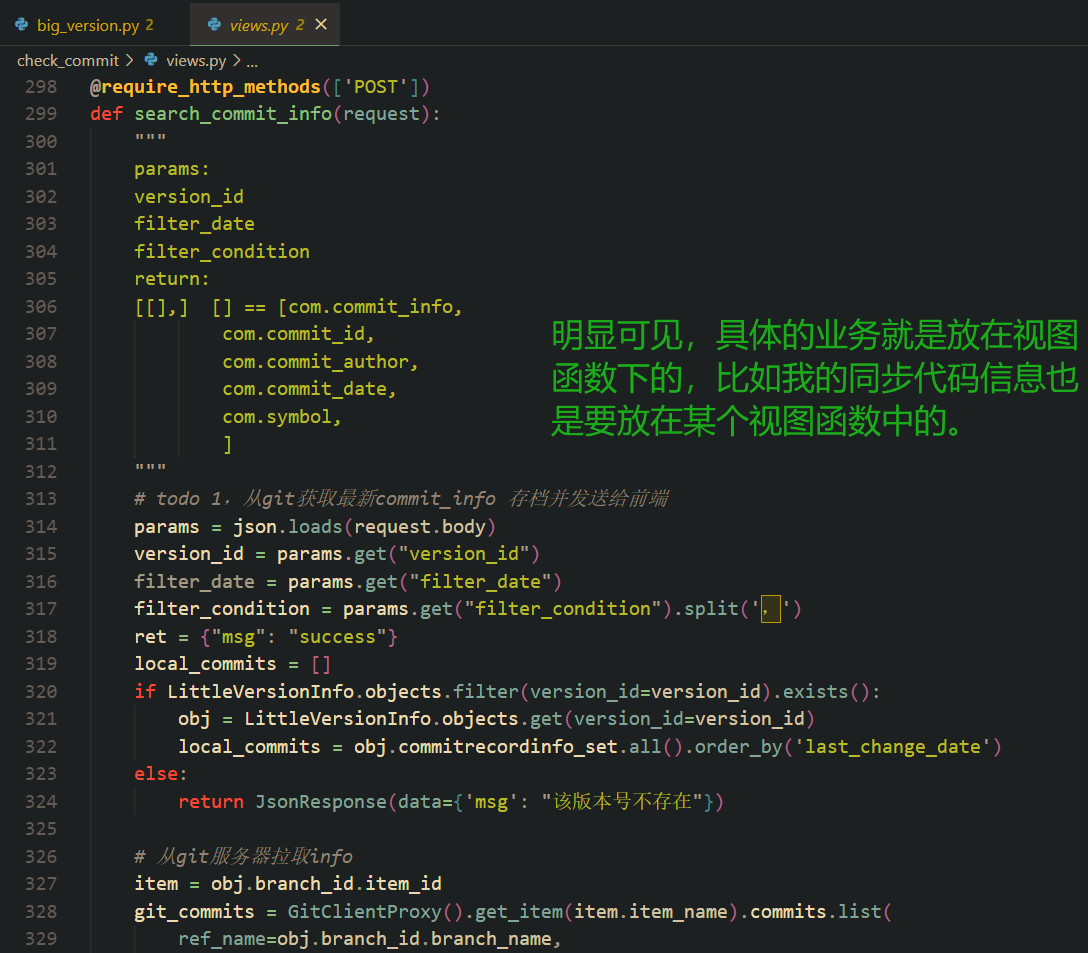 big_version.py 2 views.py 2
check_commit > views.py > ...
298 @require_http_methods(['POST'])
299 def search_commit_info(request):
300 """
301 params:
302 version_id
303 filter_date
304 filter_condition
305 return:
306 [[],]  [] == [com.commit_info,
307 com.commit_id,
308 com.commit_author,
309 com.commit_date,
310 com.symbol,
311 ]
312 """
明显可见，具体的业务就是放在视图
函数下的，比如我的同步代码信息也
是要放在某个视图函数中的。
313 # todo 1，从git获取最新commit_info 存档并发送给前端
314 params = json.loads(request.body)
315 version_id = params.get("version_id")
316 filter_date = params.get("filter_date")
317 filter_condition = params.get("filter_condition").split('，')
318 ret = {"msg": "success"}
319 local_commits = []
320 if LittleVersionInfo.objects.filter(version_id=version_id).exists():
321 obj = LittleVersionInfo.objects.get(version_id=version_id)
322 local_commits = obj.commitrecordinfo_set.all().order_by('last_change_date')
323 else:
324 return JsonResponse(data={'msg': "该版本号不存在"})
325
326 # 从git服务器拉取info
327 item = obj.branch_id.item_id
328 git_commits = GitClientProxy().get_item(item.item_name).commits.list(
329 ref_name=obj.branch_id.branch_name,